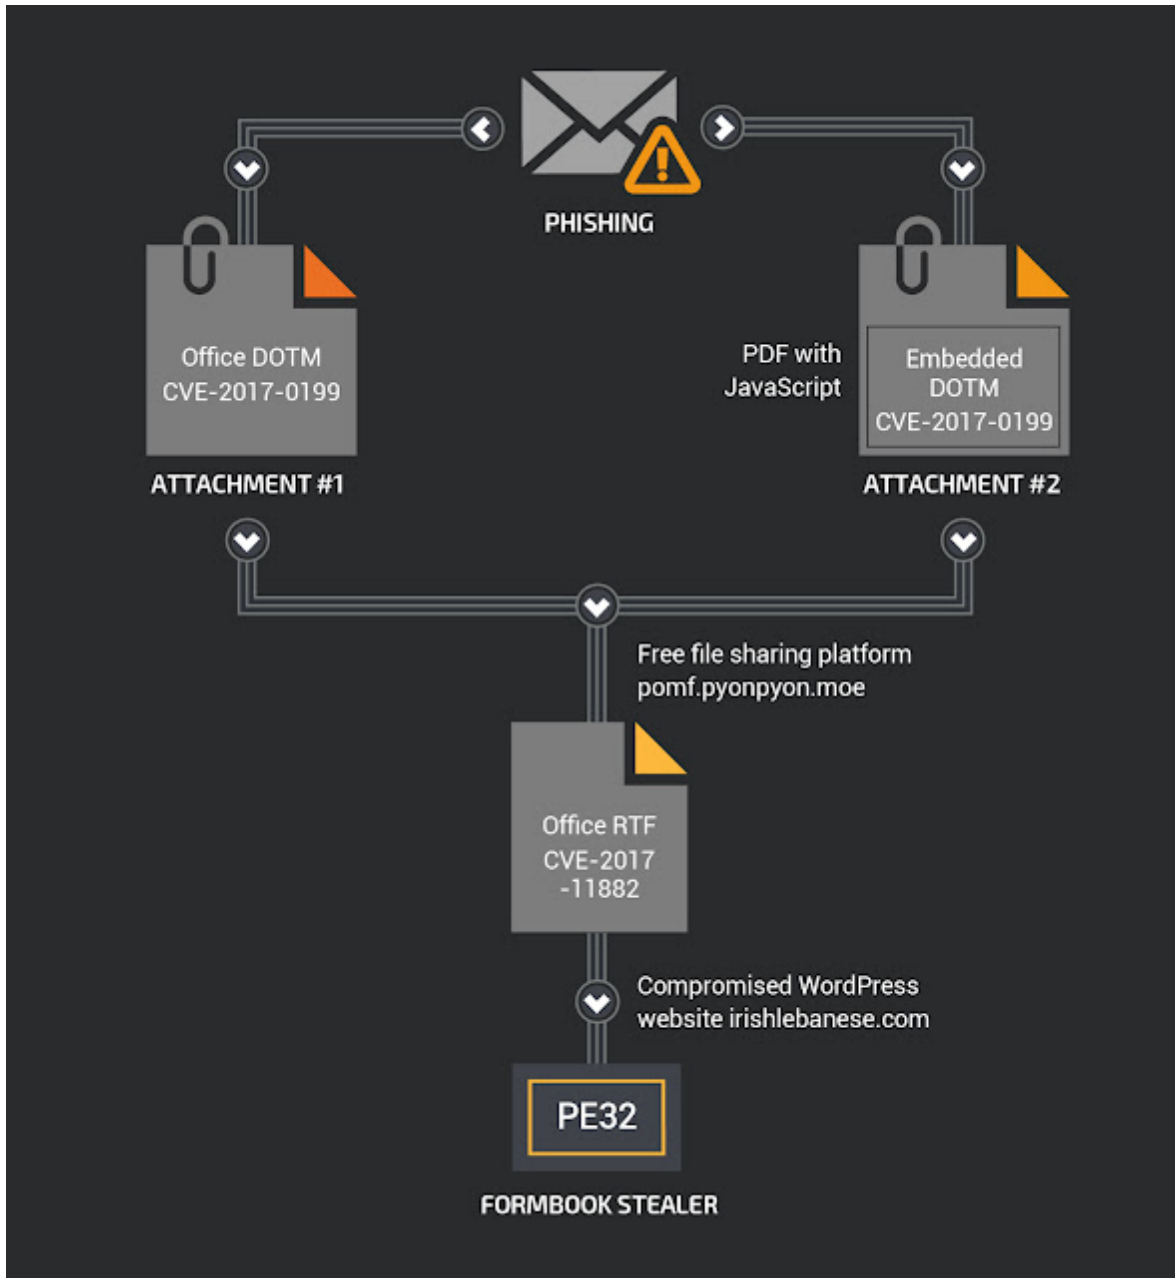 PHISHING
Office DOTM
CVE-2017-0199
ATTACHMENT #1
PDF with
JavaScript
Embedded
DOTM
CVE-2017-0199
ATTACHMENT #2
Free file sharing platform
pomf.pyonpyon.moe
Office RTF
CVE-2017
-11882
Compromised WordPress
website irishlebanese.com
PE32
FORMBOOK STEALER